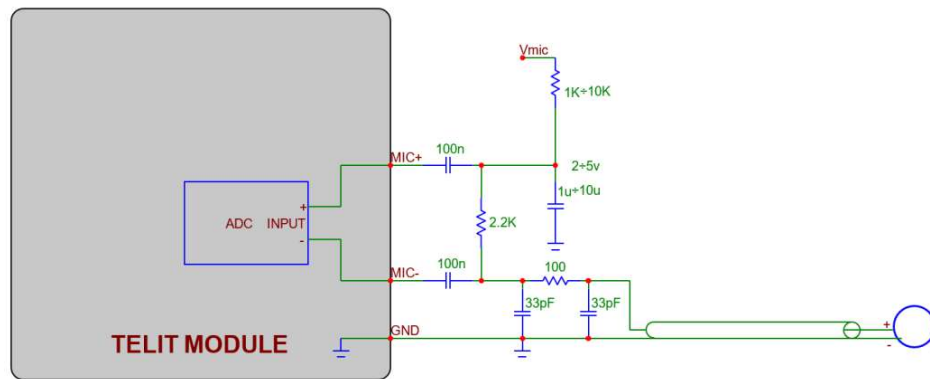 Vmic
1K÷10K
MIC+
100n
2÷5v
1u÷10u
+
ADC INPUT
-
2.2K
MIC-
100n
100
33pF
33pF
GND
+
-
TELIT MODULE